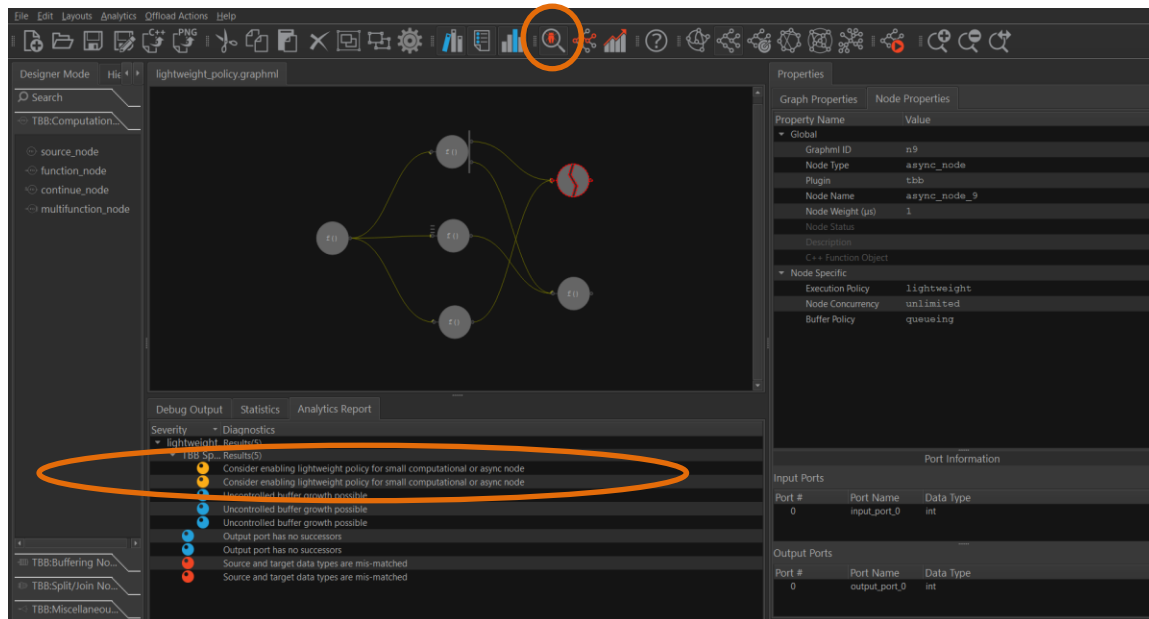 File Edit Layouts Analytics Offload Actions Help
C++ PNG
Designer Mode Hie
Search
TBB:Computation...
source_node
function_node
continue_node
multifunction_node
TBB:Buffering No...
TBB:Split/Join No...
TBB:Miscellaneou...
lightweight_policy.graphml
f()
f()
f()
f()
f()
Debug Output Statistics Analytics Report
Severity Diagnostics
lightweight Results(5)
TBB Sp... Results(5)
Consider enabling lightweight policy for small computational or async node
Consider enabling lightweight policy for small computational or async node
Uncontrolled buffer growth possible
Uncontrolled buffer growth possible
Uncontrolled buffer growth possible
Output port has no successors
Output port has no successors
Source and target data types are mis-matched
Source and target data types are mis-matched
Properties
Graph Properties Node Properties
Property Name Value
Global
Graphml ID n9
Node Type async_node
Plugin tbb
Node Name async_node_9
Node Weight (µs) 1
Node Status
Description
C++ Function Object
Node Specific
Execution Policy lightweight
Node Concurrency unlimited
Buffer Policy queueing
Port Information
Input Ports
Port # Port Name Data Type
0 input_port_0 int
Output Ports
Port # Port Name Data Type
0 output_port_0 int